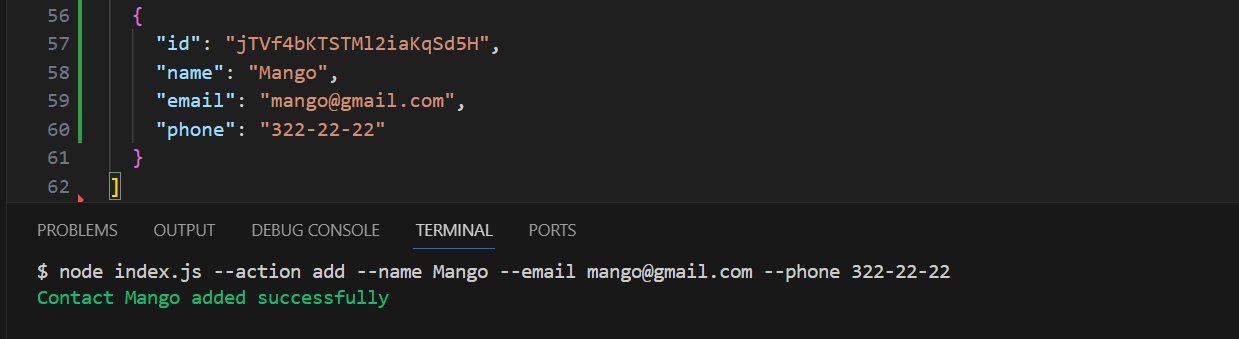 56 {
57 "id": "jTVf4bKTSTMl2iaKqSd5H",
58 "name": "Mango",
59 "email": "mango@gmail.com",
60 "phone": "322-22-22"
61 }
62 ]
PROBLEMS OUTPUT DEBUG CONSOLE TERMINAL PORTS
$ node index.js --action add --name Mango --email mango@gmail.com --phone 322-22-22
Contact Mango added successfully